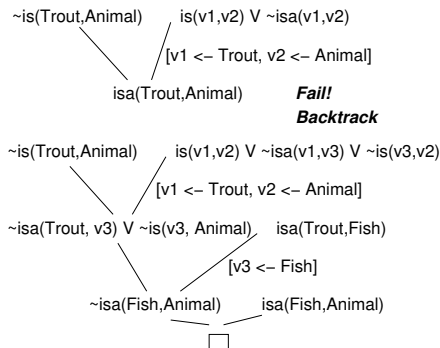 ~is(Trout,Animal) is(v1,v2) V ~isa(v1,v2)
[v1 <− Trout, v2 <− Animal]
isa(Trout,Animal) Fail!
Backtrack
~is(Trout,Animal) is(v1,v2) V ~isa(v1,v3) V ~is(v3,v2)
[v1 <− Trout, v2 <− Animal]
~isa(Trout, v3) V ~is(v3, Animal) isa(Trout,Fish)
[v3 <− Fish]
~isa(Fish,Animal) isa(Fish,Animal)